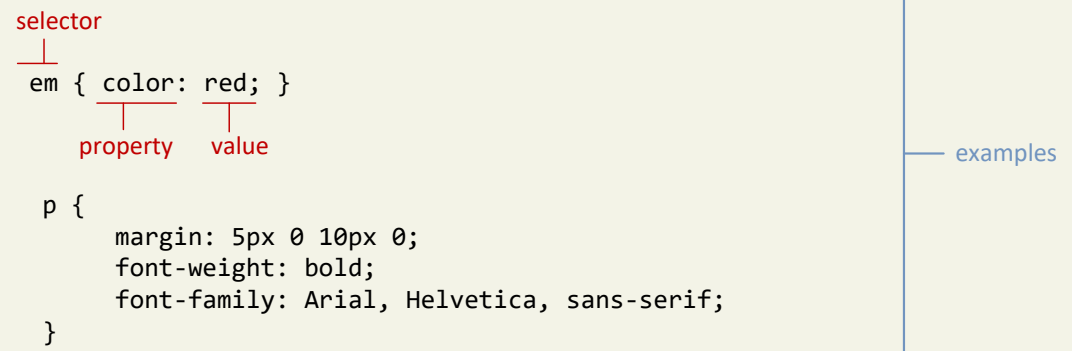 selector
em { color: red; }
property value
examples
p {
margin: 5px 0 10px 0;
font-weight: bold;
font-family: Arial, Helvetica, sans-serif;
}